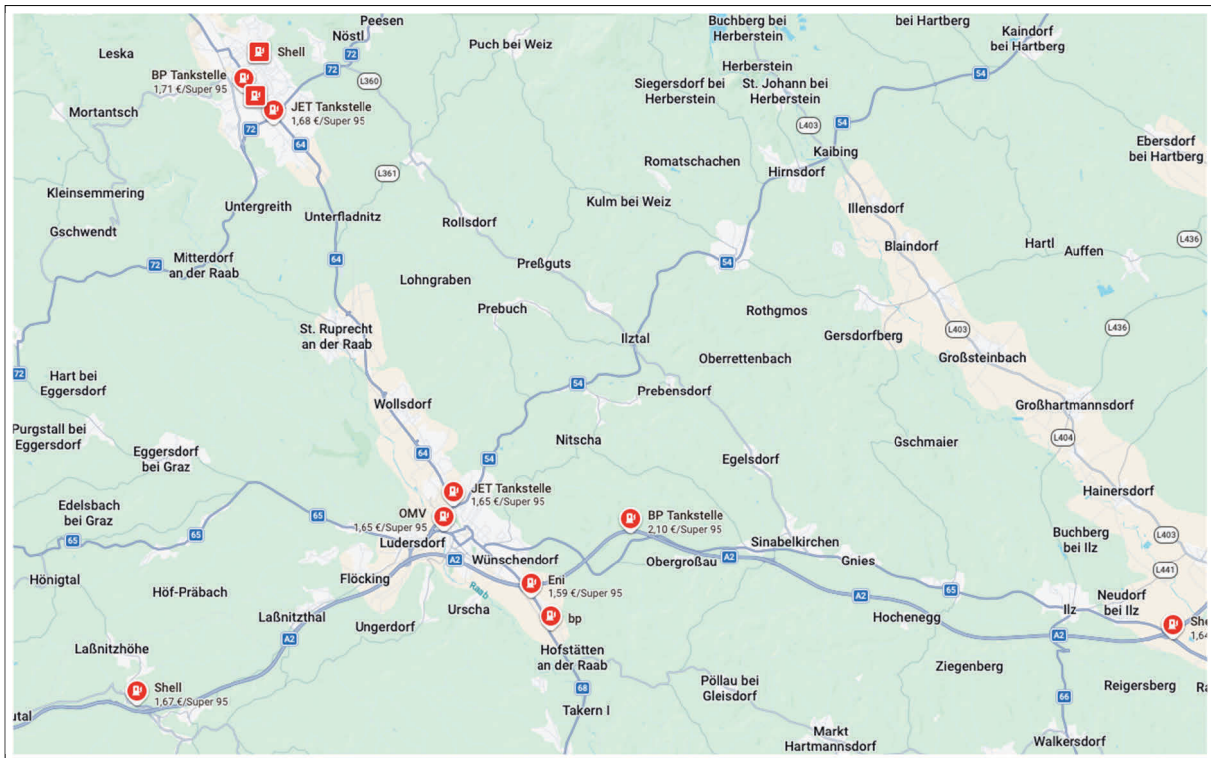 Peesen
Nöstl
72
Leska
Shell
BP Tankstelle
1,71 €/Super 95
72
L360
Mortantsch
JET Tankstelle
1,68 €/Super 95
72
64
L361
Kleinsemmering
Untergreith
Unterfladnitz
Gschwendt
Mitterdorf
an der Raab
72
64
Puch bei Weiz
Buchberg bei
Herberstein
bei Hartberg
Kaindorf
bei Hartberg
Herberstein
54
Siegersdorf bei
Herberstein
St. Johann bei
Herberstein
L403
54
Kaibing
Ebersdorf
bei Hartberg
Romatschachen
Hirnsdorf
Kulm bei Weiz
Illensdorf
Rollsdorf
Blaindorf
Hartl
Auffen
L436
Preßguts
54
Lohngraben
Prebuch
Rothgmos
L436
St. Ruprecht
an der Raab
Ilztal
Gersdorfberg
L403
Oberrettenbach
Großsteinbach
72
Hart bei
Eggersdorf
54
Prebensdorf
Wollsdorf
Großhartmannsdorf
Purgstall bei
Eggersdorf
Eggersdorf
bei Graz
Nitscha
Gschmaier
L404
64
54
Egelsdorf
Hainersdorf
JET Tankstelle
1,65 €/Super 95
Edelsbach
bei Graz
65
OMV
1,65 €/Super 95
BP Tankstelle
2,10 €/Super 95
65
65
Ludersdorf
Sinabelkirchen
Buchberg
bei Ilz
L403
A2
Wünschendorf
Obergroßau
A2
Gnies
L441
Hönigtal
Höf-Präbach
Flöcking
Eni
1,59 €/Super 95
65
A2
Neudorf
bei Ilz
Raab
Laßnitzthal
Urscha
bp
Hochenegg
Ilz
She
1,64
Ungerdorf
A2
A2
Laßnitzhöhe
Hofstätten
an der Raab
Ziegenberg
Shell
1,67 €/Super 95
68
Pöllau bei
Gleisdorf
66
Reigersberg
Ra
utal
Takern I
Markt
Hartmannsdorf
Walkersdorf